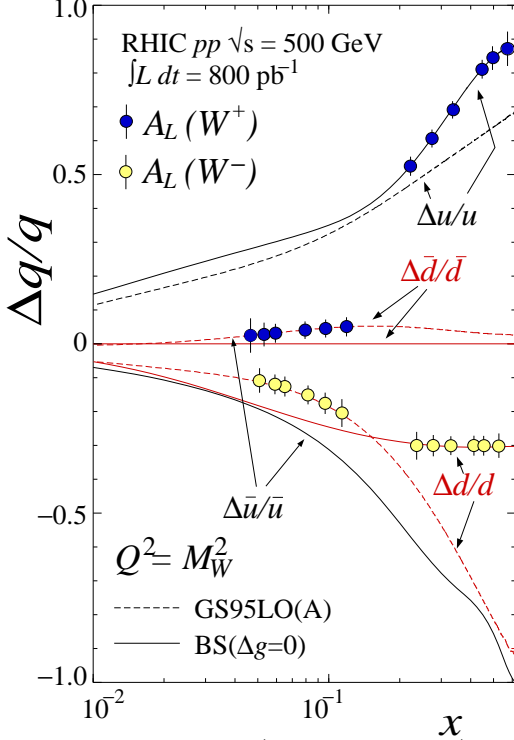 1.0
RHIC pp √s = 500 GeV
∫L dt = 800 pb⁻¹
A_L (W⁺)
A_L (W⁻)
0.5
Δu/u
Δq/q
Δd̄/d̄
0
Δd/d
Δū/ū
−0.5
Q² = M_W²
GS95LO(A)
BS(Δg=0)
−1.0
10⁻²
10⁻¹
x